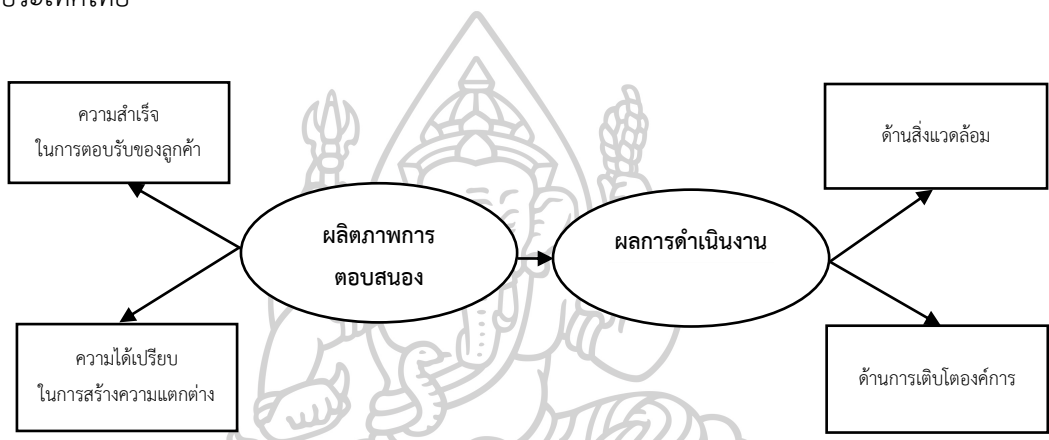 ประเทศไทย
ความสำเร็จ
ในการตอบรับของลูกค้า
ด้านสิ่งแวดล้อม
ผลิตภาพการ
ตอบสนอง
ผลการดำเนินงาน
ความได้เปรียบ
ในการสร้างความแตกต่าง
ด้านการเติบโตองค์การ